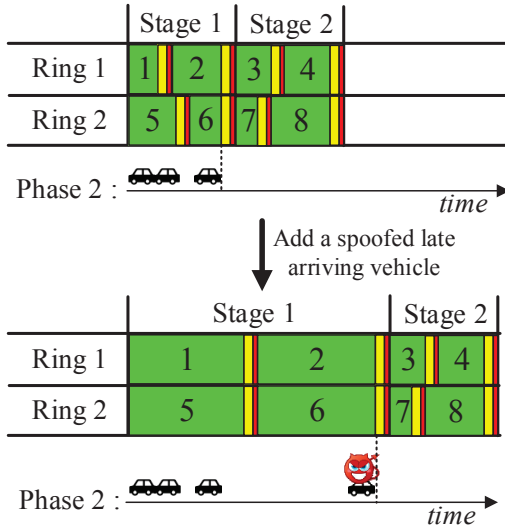 Stage 1 Stage 2
Ring 1 1 2 3 4
Ring 2 5 6 7 8
Phase 2 :
time
Add a spoofed late
arriving vehicle
Stage 1 Stage 2
Ring 1 1 2 3 4
Ring 2 5 6 7 8
Phase 2 :
time